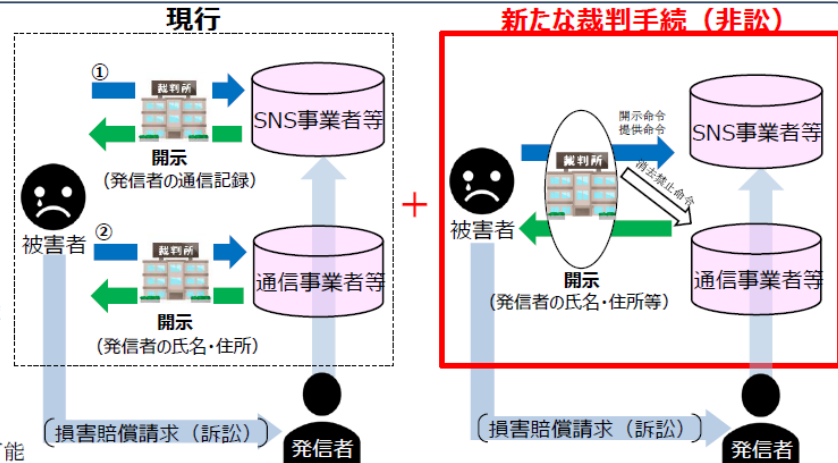 現行
①
裁判所
SNS事業者等
開示
(発信者の通信記録)
被害者
②
裁判所
通信事業者等
開示
(発信者の氏名・住所)
損害賠償請求（訴訟）
発信者
可能
+
新たな裁判手続（非訟）
開示命令
提供命令
SNS事業者等
裁判所
消去禁止命令
被害者
通信事業者等
開示
(発信者の氏名・住所等)
損害賠償請求（訴訟）
発信者